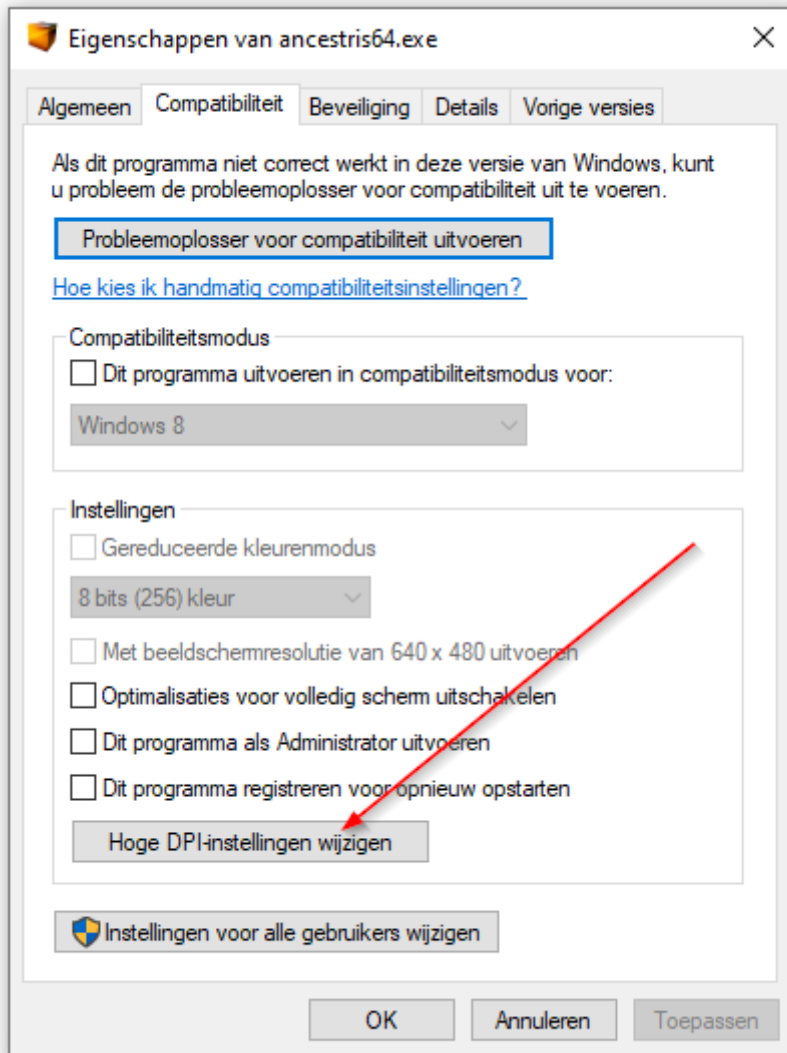 Eigenschappen van ancestris64.exe
Algemeen Compatibiliteit Beveiliging Details Vorige versies
Als dit programma niet correct werkt in deze versie van Windows, kunt
u probleem de probleemoplosser voor compatibiliteit uit te voeren.
Probleemoplosser voor compatibiliteit uitvoeren
Hoe kies ik handmatig compatibiliteitsinstellingen?
Compatibiliteitsmodus
Dit programma uitvoeren in compatibiliteitsmodus voor:
Windows 8
Instellingen
Gereduceerde kleurenmodus
8 bits (256) kleur
Met beeldschermresolutie van 640 x 480 uitvoeren
Optimalisaties voor volledig scherm uitschakelen
Dit programma als Administrator uitvoeren
Dit programma registreren voor opnieuw opstarten
Hoge DPI-instellingen wijzigen
Instellingen voor alle gebruikers wijzigen
OK Annuleren Toepassen